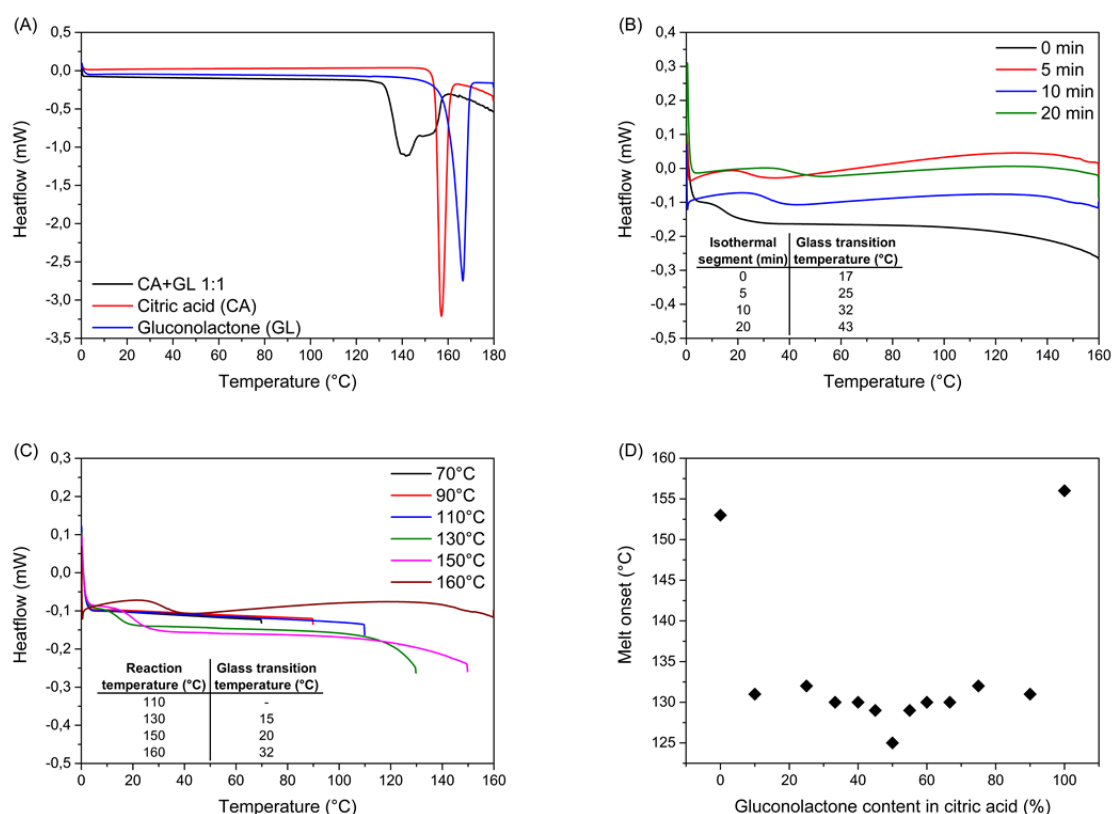 (A)
0,5
0,0
-0,5
-1,0
-1,5
-2,0
-2,5
-3,0
-3,5
Heatflow (mW)
CA+GL 1:1
Citric acid (CA)
Gluconolactone (GL)
0 20 40 60 80 100 120 140 160 180
Temperature (°C)
(B)
0,4
0,3
0,2
0,1
0,0
-0,1
-0,2
-0,3
-0,4
-0,5
Heatflow (mW)
0 min
5 min
10 min
20 min
Isothermal Glass transition
segment (min) temperature (°C)
0 17
5 25
10 32
20 43
0 20 40 60 80 100 120 140 160
Temperature (°C)
(C)
0,3
0,2
0,1
0,0
-0,1
-0,2
-0,3
-0,4
-0,5
Heatflow (mW)
70°C
90°C
110°C
130°C
150°C
160°C
Reaction Glass transition
temperature (°C) temperature (°C)
110 -
130 15
150 20
160 32
0 20 40 60 80 100 120 140 160
Temperature (°C)
(D)
160
155
150
145
140
135
130
125
Melt onset (°C)
0 20 40 60 80 100
Gluconolactone content in citric acid (%)